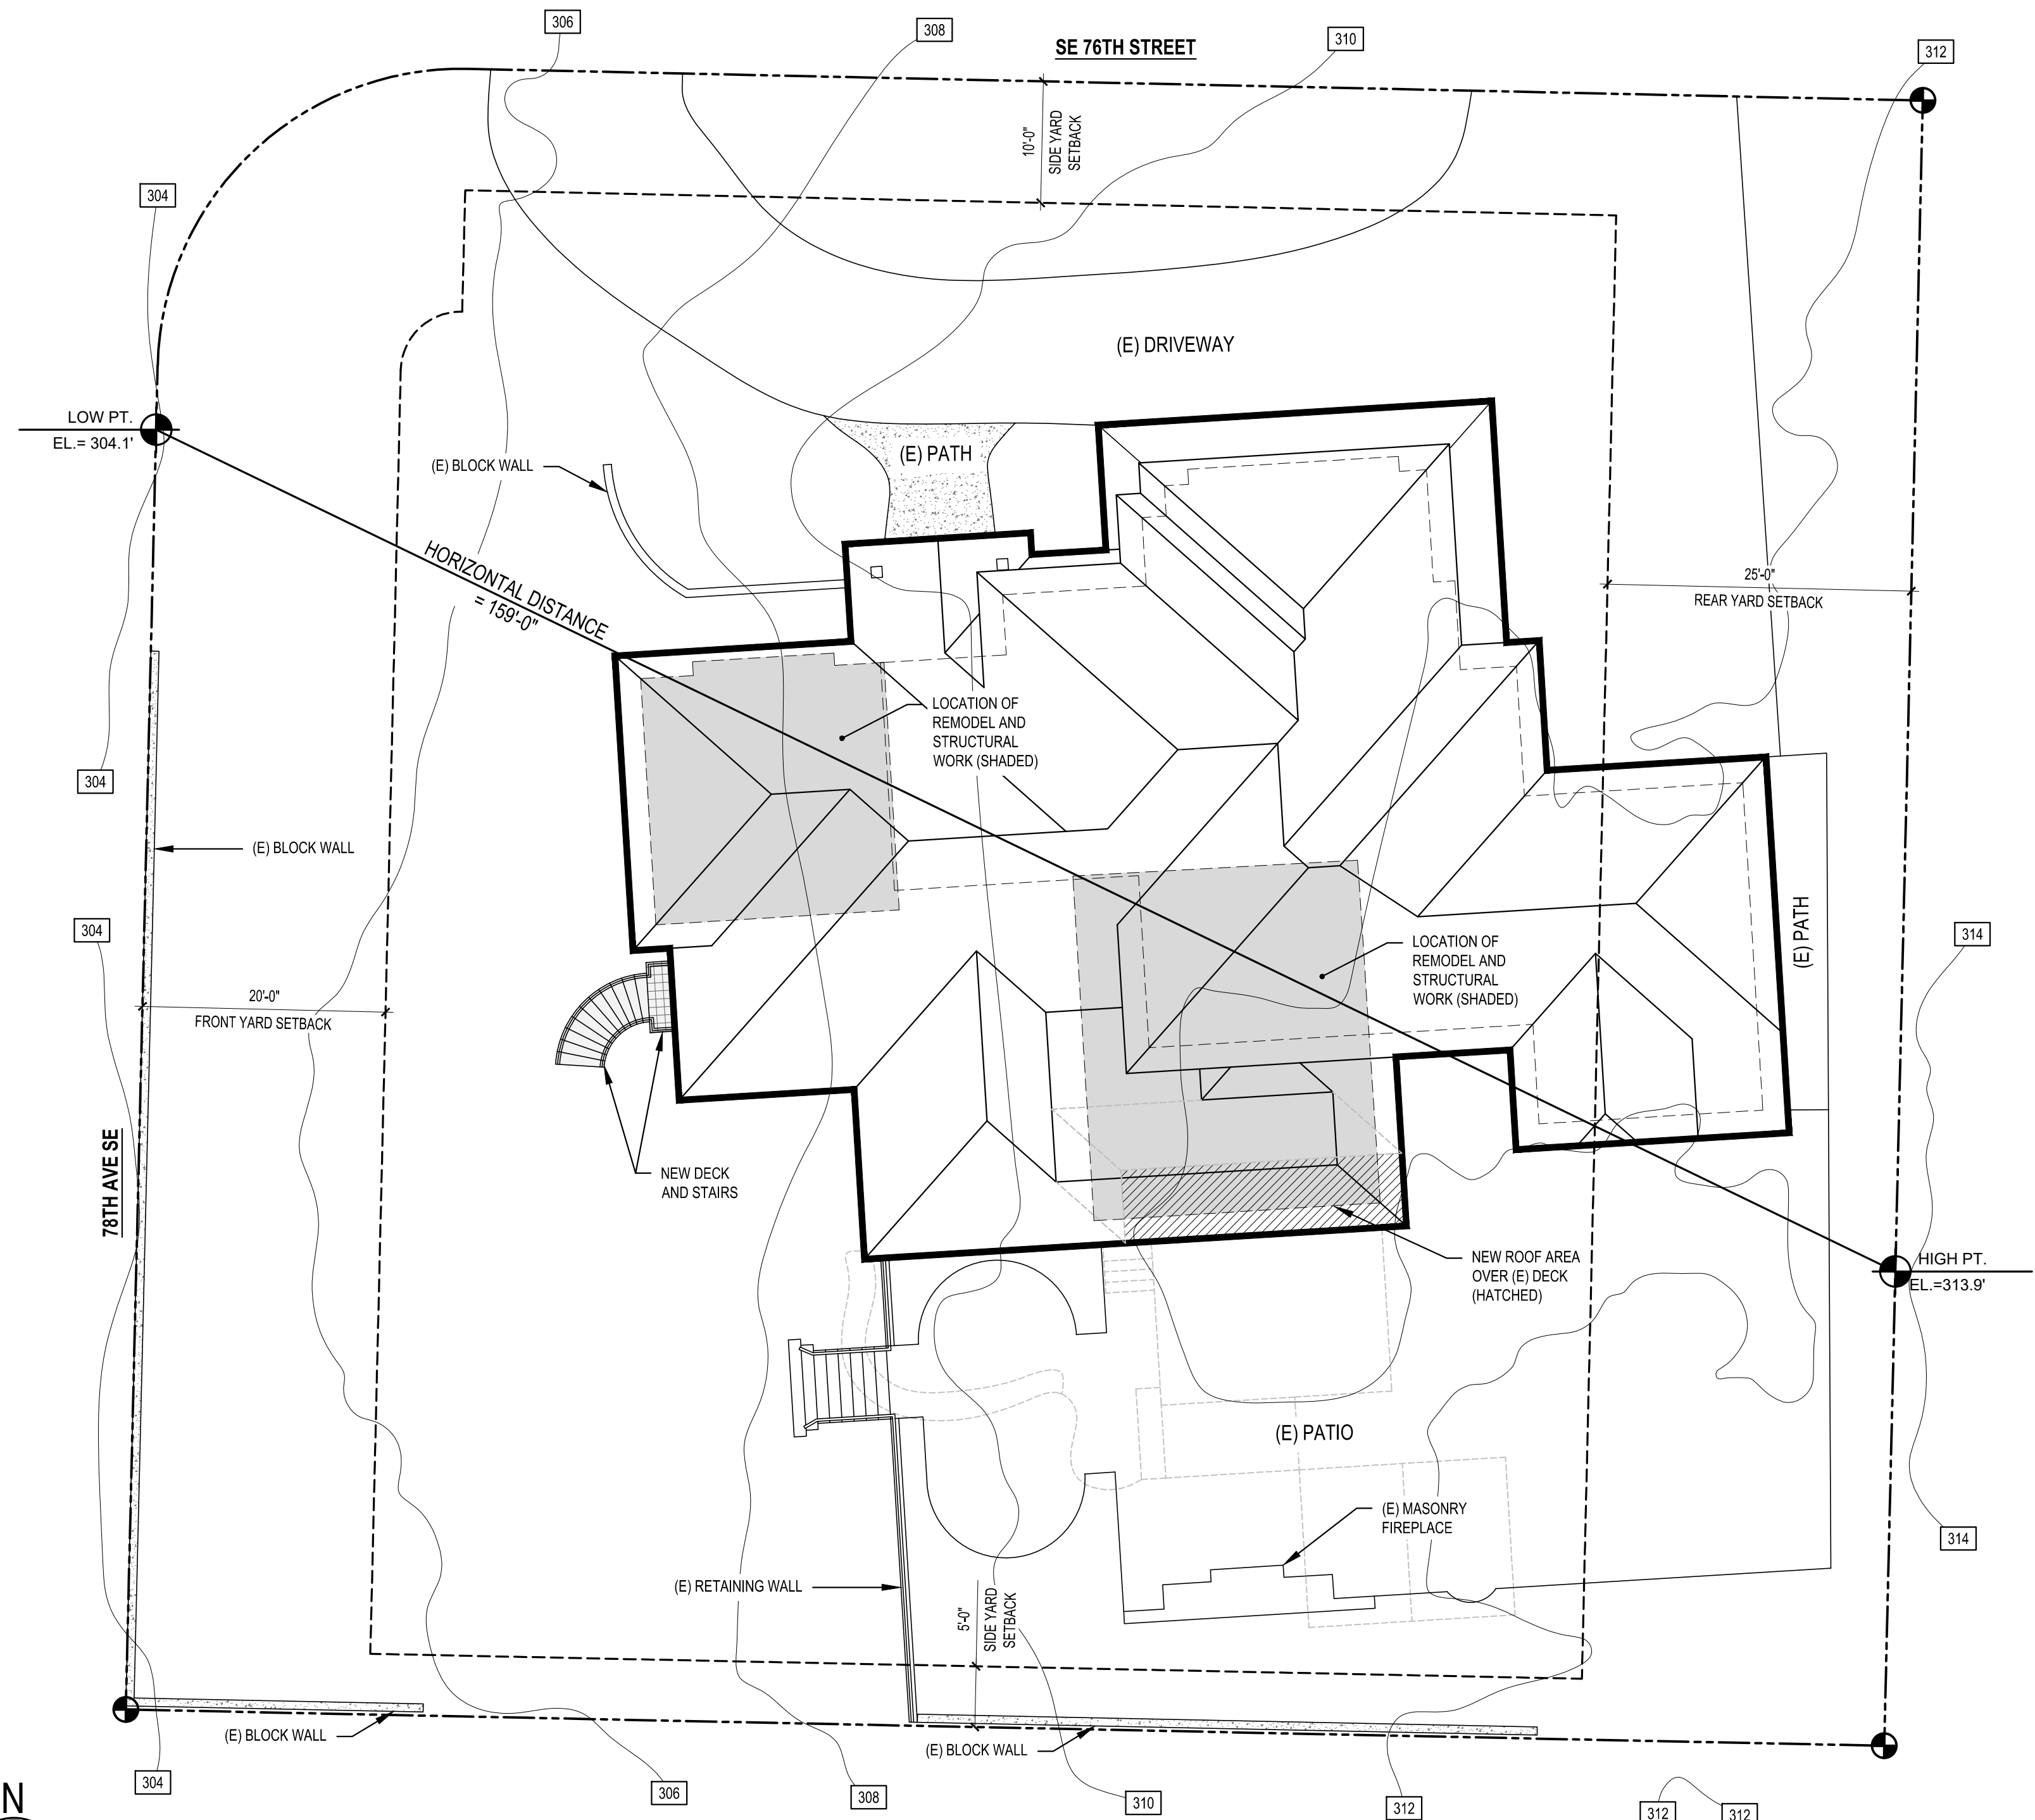 306
308
SE 76TH STREET
310
312
10'-0"
SIDE YARD
SETBACK
304
(E) DRIVEWAY
LOW PT.
EL.= 304.1'
(E) BLOCK WALL
(E) PATH
HORIZONTAL DISTANCE
= 159'-0"
25'-0"
REAR YARD SETBACK
LOCATION OF
REMODEL AND
STRUCTURAL
WORK (SHADED)
304
(E) BLOCK WALL
304
(E) PATH
314
LOCATION OF
REMODEL AND
STRUCTURAL
WORK (SHADED)
20'-0"
FRONT YARD SETBACK
78TH AVE SE
NEW DECK
AND STAIRS
NEW ROOF AREA
OVER (E) DECK
(HATCHED)
HIGH PT.
EL.=313.9'
(E) PATIO
(E) MASONRY
FIREPLACE
314
(E) RETAINING WALL
5'-0"
SIDE YARD
SETBACK
(E) BLOCK WALL
(E) BLOCK WALL
304
306
308
310
312
312
312
N